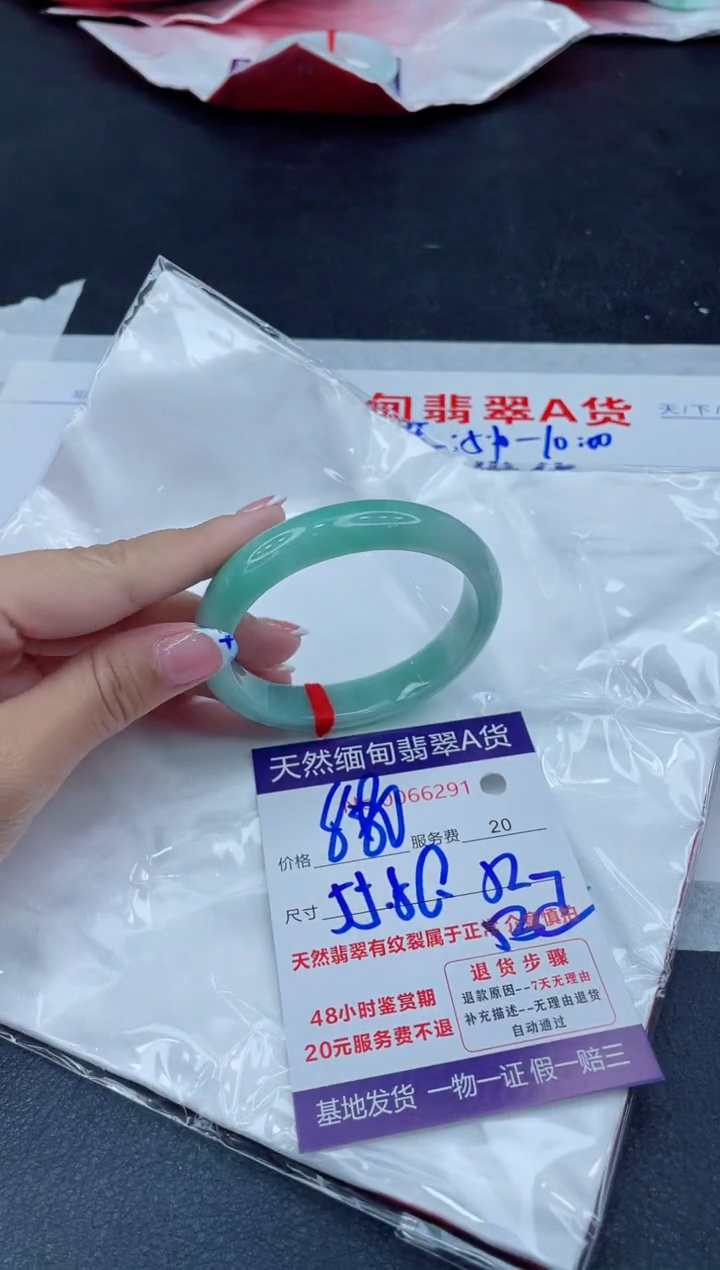 甸翡翠A货
天然缅甸翡翠A货
0066291
价格 880 服务费 20
尺寸
天然翡翠有纹裂属于正常 介意慎拍
48小时鉴赏期
20元服务费不退
退货步骤
退款原因--7天无理由
补充描述--无理由退货
自动通过
基地发货 一物一证 假一赔三